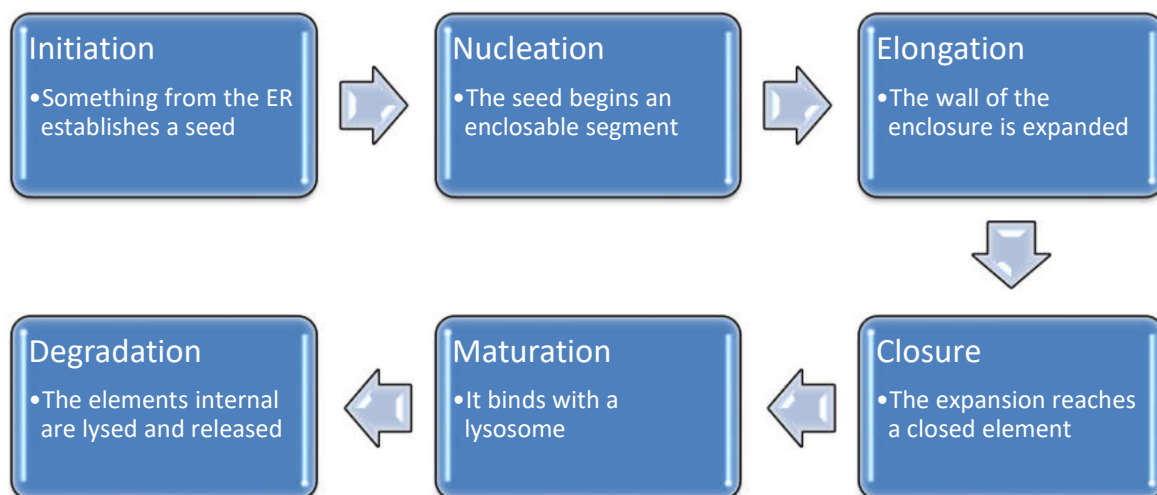 Initiation
•Something from the ER
establishes a seed
Nucleation
•The seed begins an
enclosable segment
Elongation
•The wall of the
enclosure is expanded
Closure
•The expansion reaches
a closed element
Maturation
•It binds with a
lysosome
Degradation
•The elements internal
are lysed and released